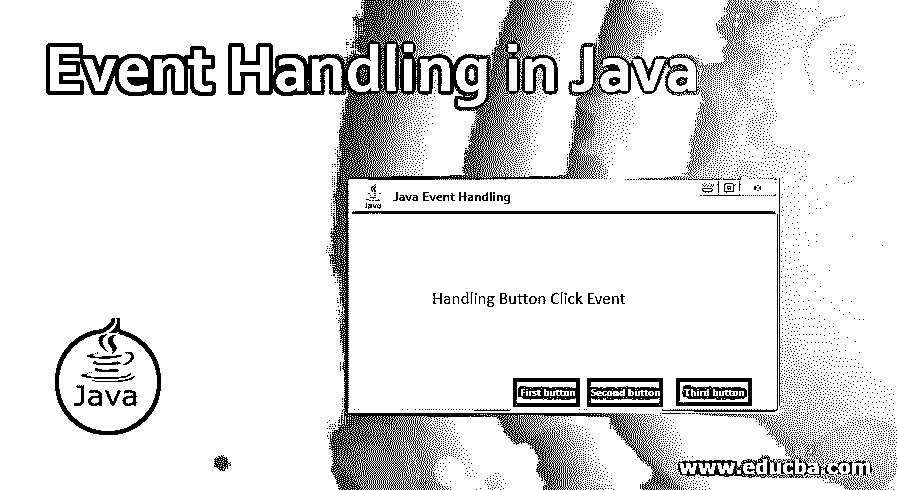 Event Handling in Java
Java
Java Event Handling
Handling Button Click Event
First button
Second button
Third button
Java
www.educba.com